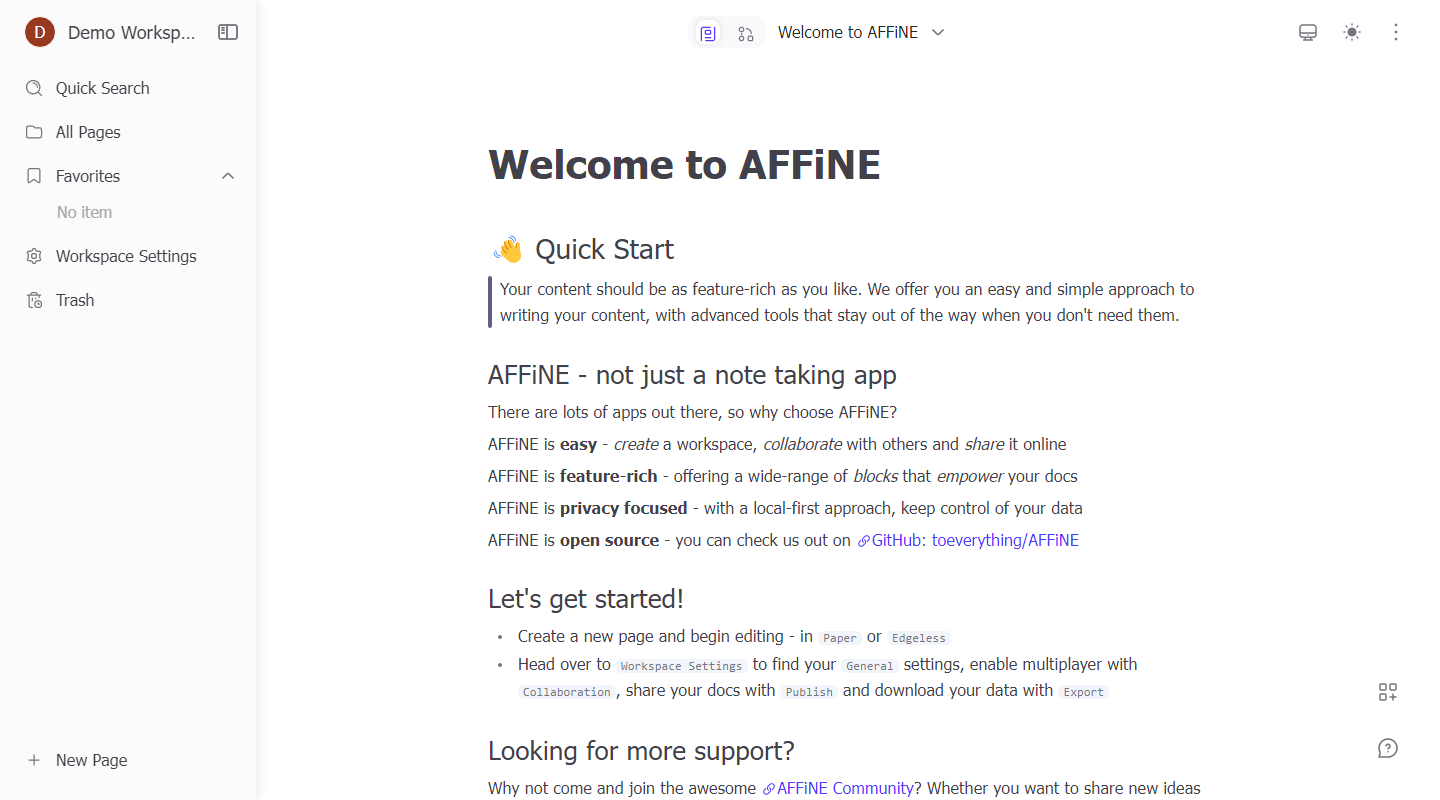 D Demo Worksp...
Welcome to AFFiNE
Quick Search
All Pages
Favorites
No item
Workspace Settings
Trash
New Page
Welcome to AFFiNE
👋 Quick Start
Your content should be as feature-rich as you like. We offer you an easy and simple approach to
writing your content, with advanced tools that stay out of the way when you don't need them.
AFFiNE - not just a note taking app
There are lots of apps out there, so why choose AFFiNE?
AFFiNE is easy - create a workspace, collaborate with others and share it online
AFFiNE is feature-rich - offering a wide-range of blocks that empower your docs
AFFiNE is privacy focused - with a local-first approach, keep control of your data
AFFiNE is open source - you can check us out on GitHub: toeverything/AFFiNE
Let's get started!
• Create a new page and begin editing - in Paper or Edgeless
• Head over to Workspace Settings to find your General settings, enable multiplayer with
Collaboration , share your docs with Publish and download your data with Export
Looking for more support?
Why not come and join the awesome AFFiNE Community? Whether you want to share new ideas